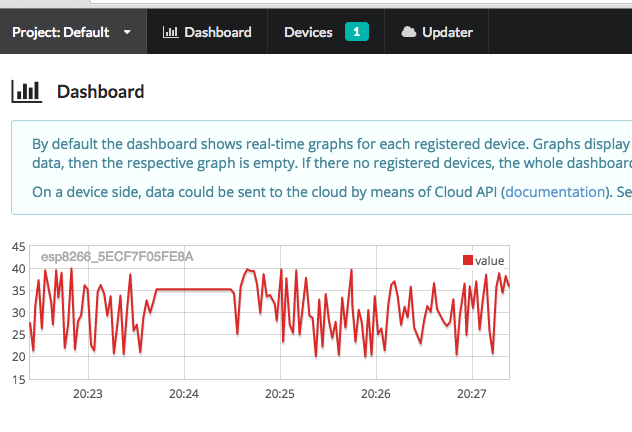 Project: Default Dashboard Devices 1 Updater
Dashboard
By default the dashboard shows real-time graphs for each registered device. Graphs display
data, then the respective graph is empty. If there no registered devices, the whole dashboard
On a device side, data could be sent to the cloud by means of Cloud API (documentation). Se
esp8266_5ECF7F05FE8A
value
45
40
35
30
25
20
15
20:23 20:24 20:25 20:26 20:27